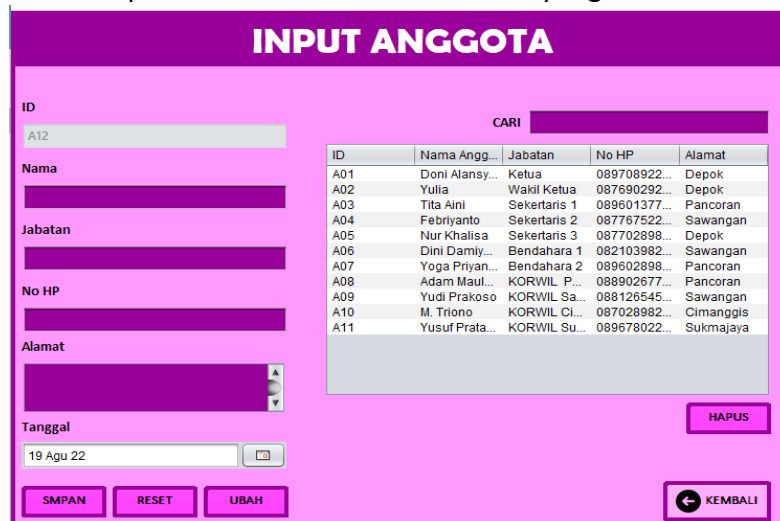 INPUT ANGGOTA
ID
A12
Nama
Jabatan
No HP
Alamat
Tanggal
19 Agu 22
SMPAN RESET UBAH
CARI
ID Nama Angg... Jabatan No HP Alamat
A01 Doni Alansy... Ketua 089708922... Depok
A02 Yulia Wakil Ketua 087690292... Depok
A03 Tita Aini Sekertaris 1 089601377... Pancoran
A04 Febriyanto Sekertaris 2 087767522... Sawangan
A05 Nur Khalisa Sekertaris 3 087702898... Depok
A06 Dini Damiy... Bendahara 1 082103982... Sawangan
A07 Yoga Priyan... Bendahara 2 089602898... Pancoran
A08 Adam Maul... KORWIL P... 088902677... Pancoran
A09 Yudi Prakoso KORWIL Sa... 088126545... Sawangan
A10 M. Triono KORWIL Ci... 087028982... Cimanggis
A11 Yusuf Prata... KORWIL Su... 089678022... Sukmajaya
HAPUS
KEMBALI